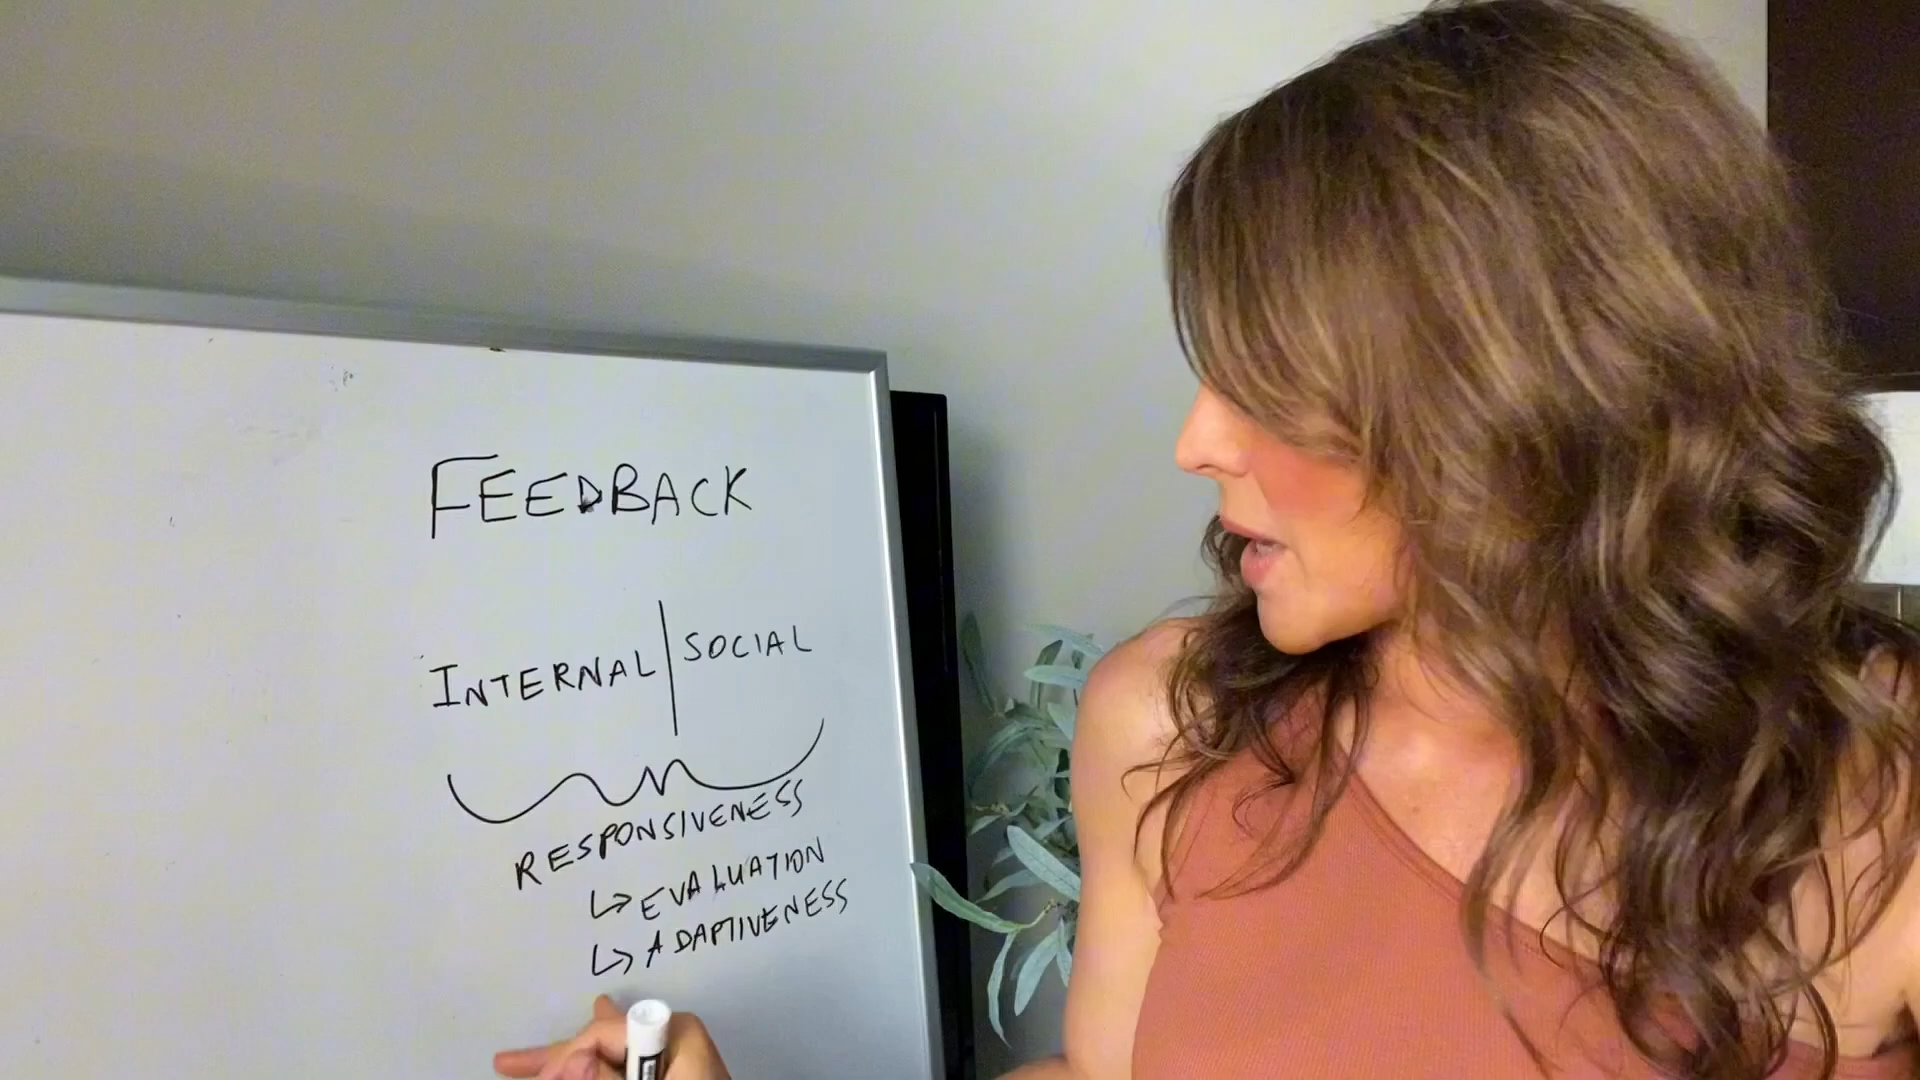 FEEDBACK
INTERNAL | SOCIAL
RESPONSIVENESS
↳ EVALUATION
↳ ADAPTIVENESS